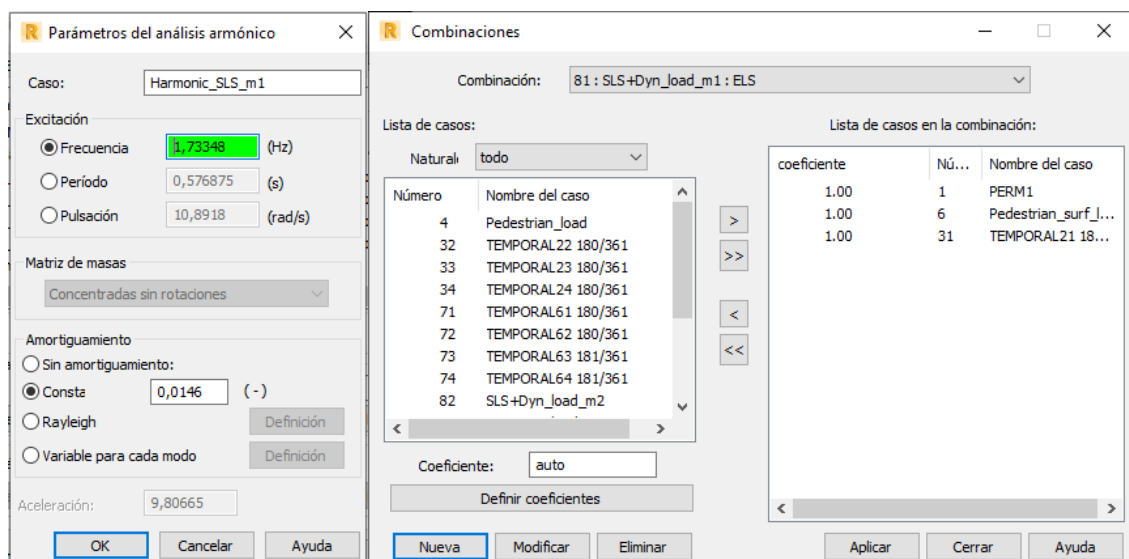 Parámetros del análisis armónico
Caso: Harmonic_SLS_m1
Excitación
Frecuencia 1,73348 (Hz)
Período 0,576875 (s)
Pulsación 10,8918 (rad/s)
Matriz de masas
Concentradas sin rotaciones
Amortiguamiento
Sin amortiguamiento:
Consta 0,0146 (-)
Rayleigh Definición
Variable para cada modo Definición
Aceleración: 9,80665
OK Cancelar Ayuda
Combinaciones
Combinación: 81 : SLS+Dyn_load_m1 : ELS
Lista de casos:
Natural todo
Número Nombre del caso
4 Pedestrian_load
32 TEMPORAL22 180/361
33 TEMPORAL23 180/361
34 TEMPORAL24 180/361
71 TEMPORAL61 180/361
72 TEMPORAL62 180/361
73 TEMPORAL63 181/361
74 TEMPORAL64 181/361
82 SLS+Dyn_load_m2
>
>>
<
<<
Coeficiente: auto
Definir coeficientes
Nueva Modificar Eliminar
Lista de casos en la combinación:
coeficiente Nú... Nombre del caso
1.00 1 PERM1
1.00 6 Pedestrian_surf_l...
1.00 31 TEMPORAL21 18...
Aplicar Cerrar Ayuda